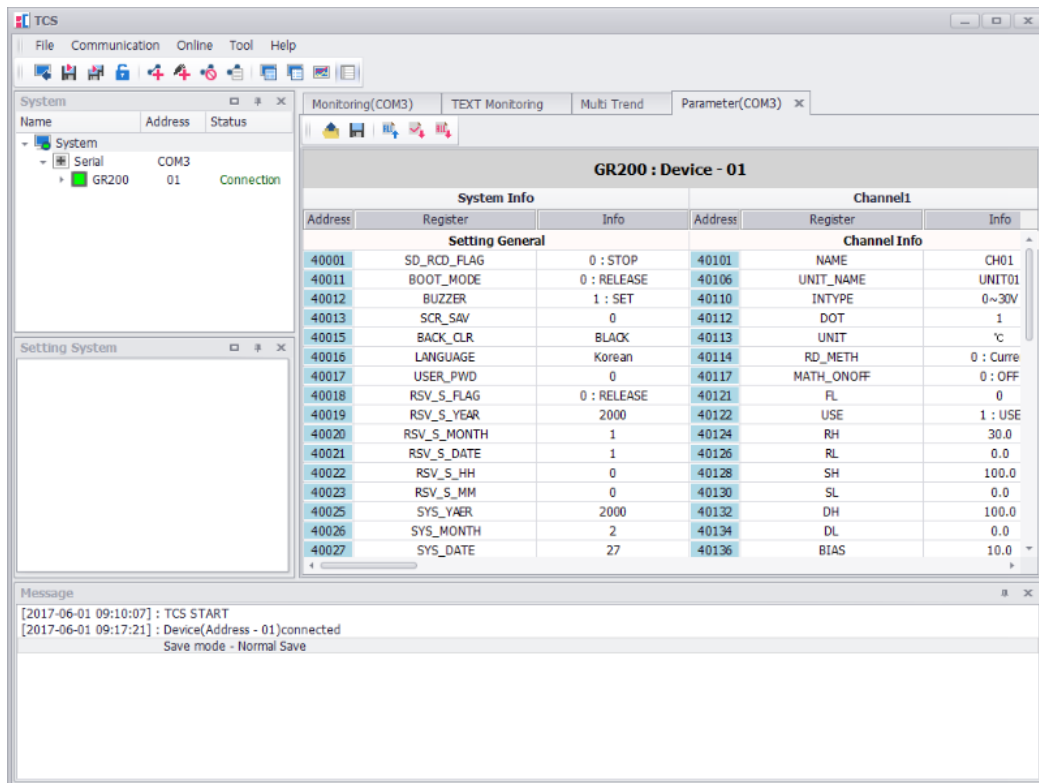 TCS
File Communication Online Tool Help
System
Name Address Status
System
Serial COM3
GR200 01 Connection
Setting System
Monitoring(COM3) TEXT Monitoring Multi Trend Parameter(COM3)
GR200 : Device - 01
System Info Channel1
Address Register Info Address Register Info
Setting General Channel Info
40001 SD_RCD_FLAG 0 : STOP 40101 NAME CH01
40011 BOOT_MODE 0 : RELEASE 40106 UNIT_NAME UNIT01
40012 BUZZER 1 : SET 40110 INTYPE 0~30V
40013 SCR_SAV 0 40112 DOT 1
40015 BACK_CLR BLACK 40113 UNIT ℃
40016 LANGUAGE Korean 40114 RD_METH 0 : Curre
40017 USER_PWD 0 40117 MATH_ONOFF 0 : OFF
40018 RSV_S_FLAG 0 : RELEASE 40121 FL 0
40019 RSV_S_YEAR 2000 40122 USE 1 : USE
40020 RSV_S_MONTH 1 40124 RH 30.0
40021 RSV_S_DATE 1 40126 RL 0.0
40022 RSV_S_HH 0 40128 SH 100.0
40023 RSV_S_MM 0 40130 SL 0.0
40025 SYS_YAER 2000 40132 DH 100.0
40026 SYS_MONTH 2 40134 DL 0.0
40027 SYS_DATE 27 40136 BIAS 10.0
Message
[2017-06-01 09:10:07] : TCS START
[2017-06-01 09:17:21] : Device(Address - 01)connected
Save mode - Normal Save